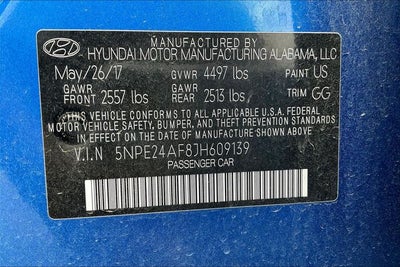 MANUFACTURED BY
HYUNDAI MOTOR MANUFACTURING ALABAMA, LLC
May/26/17 GVWR 4497 lbs PAINT US
GAWR GAWR
FRONT 2557 lbs REAR 2513 lbs TRIM GG
THIS VEHICLE CONFORMS TO ALL APPLICABLE U.S. FEDERAL
MOTOR VEHICLE SAFETY, BUMPER, AND THEFT PREVENTION STANDARDS
IN EFFECT ON THE DATE OF MANUFACTURE SHOWN ABOVE.
V.I.N 5NPE24AF8JH609139
PASSENGER CAR